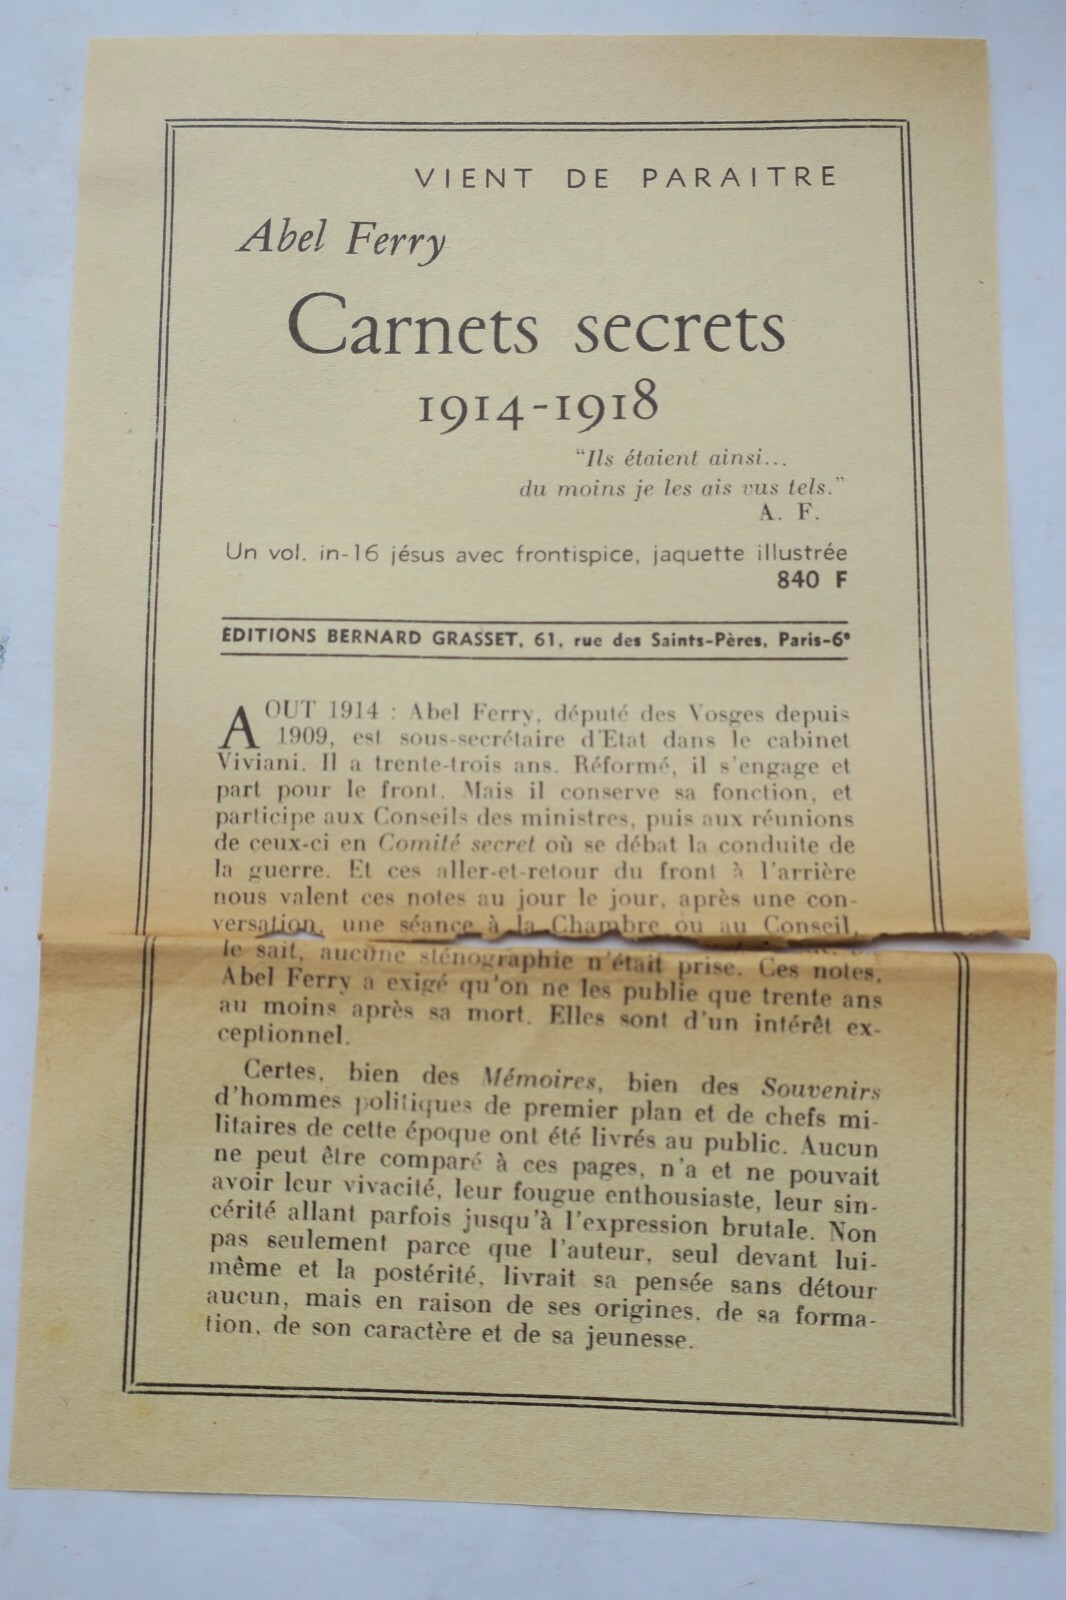 VIENT DE PARAITRE
Abel Ferry
Carnets secrets
1914-1918
"Ils étaient ainsi...
du moins je les ais vus tels."
A. F.
Un vol. in-16 jésus avec frontispice, jaquette illustrée
840 F
ÉDITIONS BERNARD GRASSET, 61, rue des Saints-Pères, Paris-6e
AOUT 1914 : Abel Ferry, député des Vosges depuis
1909, est sous-secrétaire d'Etat dans le cabinet
Viviani. Il a trente-trois ans. Réformé, il s'engage et
part pour le front. Mais il conserve sa fonction, et
participe aux Conseils des ministres, puis aux réunions
de ceux-ci en Comité secret où se débat la conduite de
la guerre. Et ces aller-et-retour du front à l'arrière
nous valent ces notes au jour le jour, après une con-
versation, une séance à la Chambre ou au Conseil,
le sait, aucune sténographie n'était prise. Ces notes,
Abel Ferry a exigé qu'on ne les publie que trente ans
au moins après sa mort. Elles sont d'un intérêt ex-
ceptionnel.
Certes, bien des Mémoires, bien des Souvenirs
d'hommes politiques de premier plan et de chefs mi-
litaires de cette époque ont été livrés au public. Aucun
ne peut être comparé à ces pages, n'a et ne pouvait
avoir leur vivacité, leur fougue enthousiaste, leur sin-
cérité allant parfois jusqu'à l'expression brutale. Non
pas seulement parce que l'auteur, seul devant lui-
même et la postérité, livrait sa pensée sans détour
aucun, mais en raison de ses origines, de sa forma-
tion, de son caractère et de sa jeunesse.